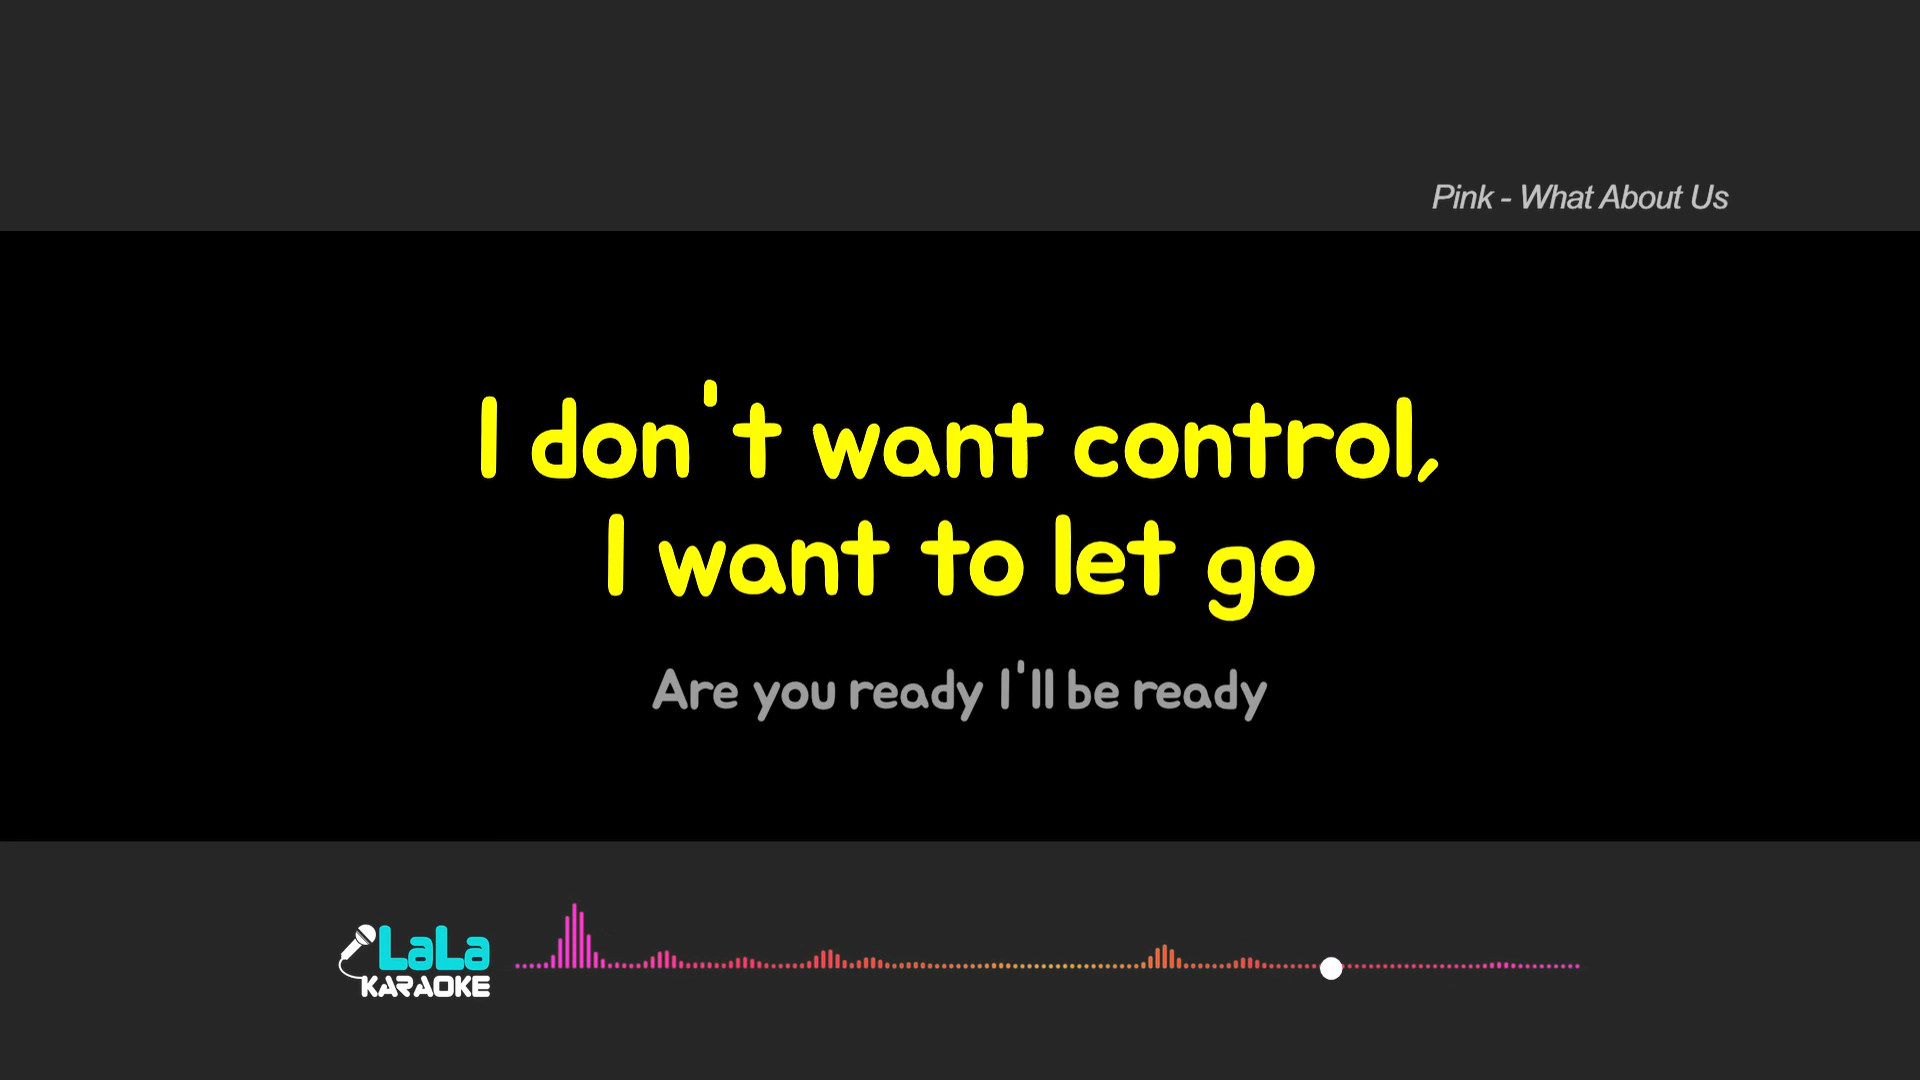 Pink - What About Us
I don't want control,
I want to let go
Are you ready I'll be ready
LaLa
KARAOKE